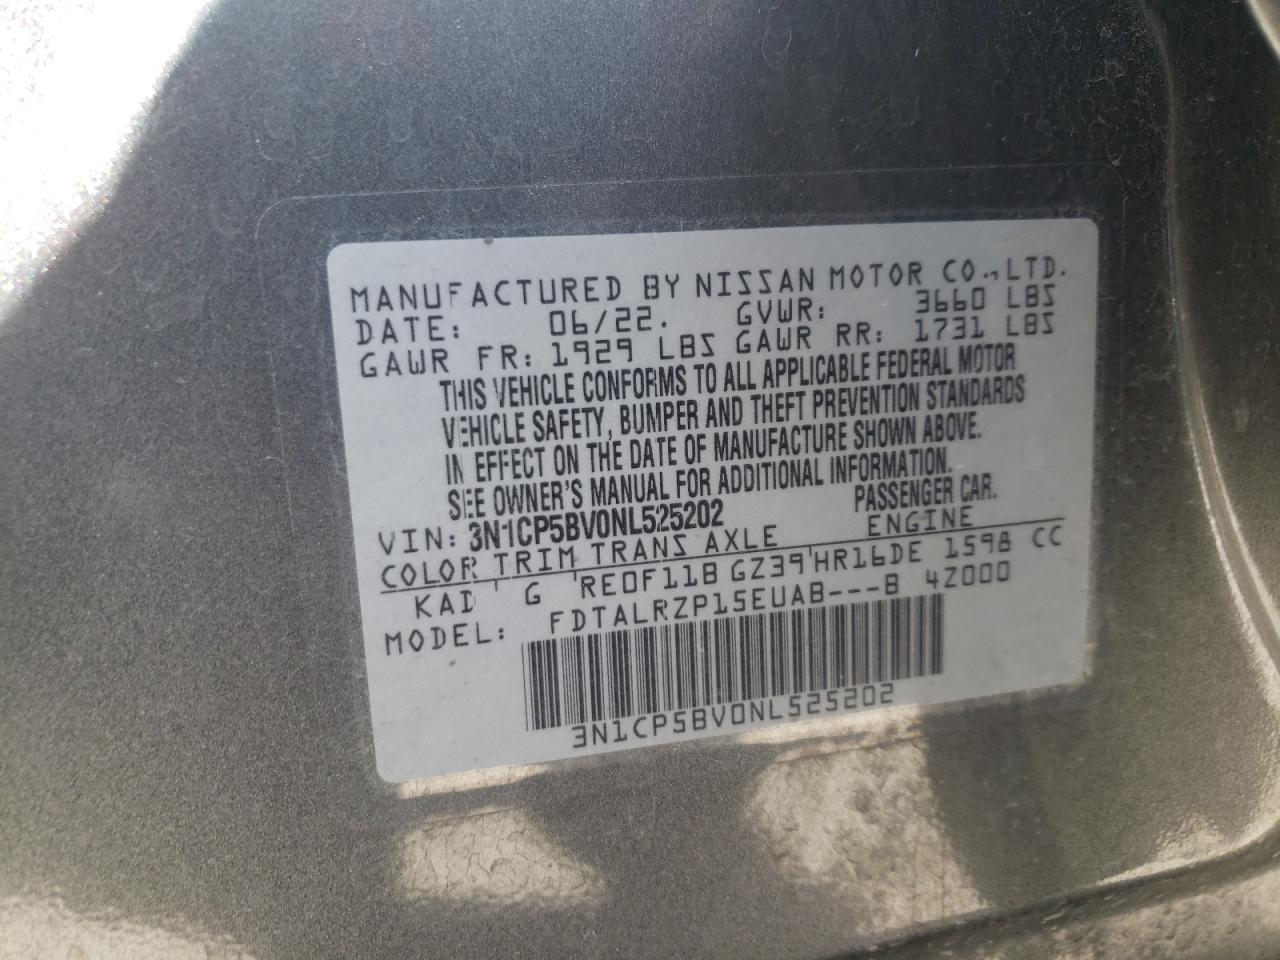 MANUFACTURED BY NISSAN MOTOR CO.,LTD.
DATE: 06/22. GVWR: 3660 LBS
GAWR FR: 1929 LBS GAWR RR: 1731 LBS
THIS VEHICLE CONFORMS TO ALL APPLICABLE FEDERAL MOTOR
VEHICLE SAFETY, BUMPER AND THEFT PREVENTION STANDARDS
IN EFFECT ON THE DATE OF MANUFACTURE SHOWN ABOVE.
SEE OWNER'S MANUAL FOR ADDITIONAL INFORMATION.
VIN: 3N1CP5BV0NL525202 PASSENGER CAR.
COLOR TRIM TRANS AXLE ENGINE
KAD G RE0F11B GZ39 HR16DE 1598 CC
MODEL: FDTALRZP15EUAB---B 42000
3N1CP5BV0NL525202